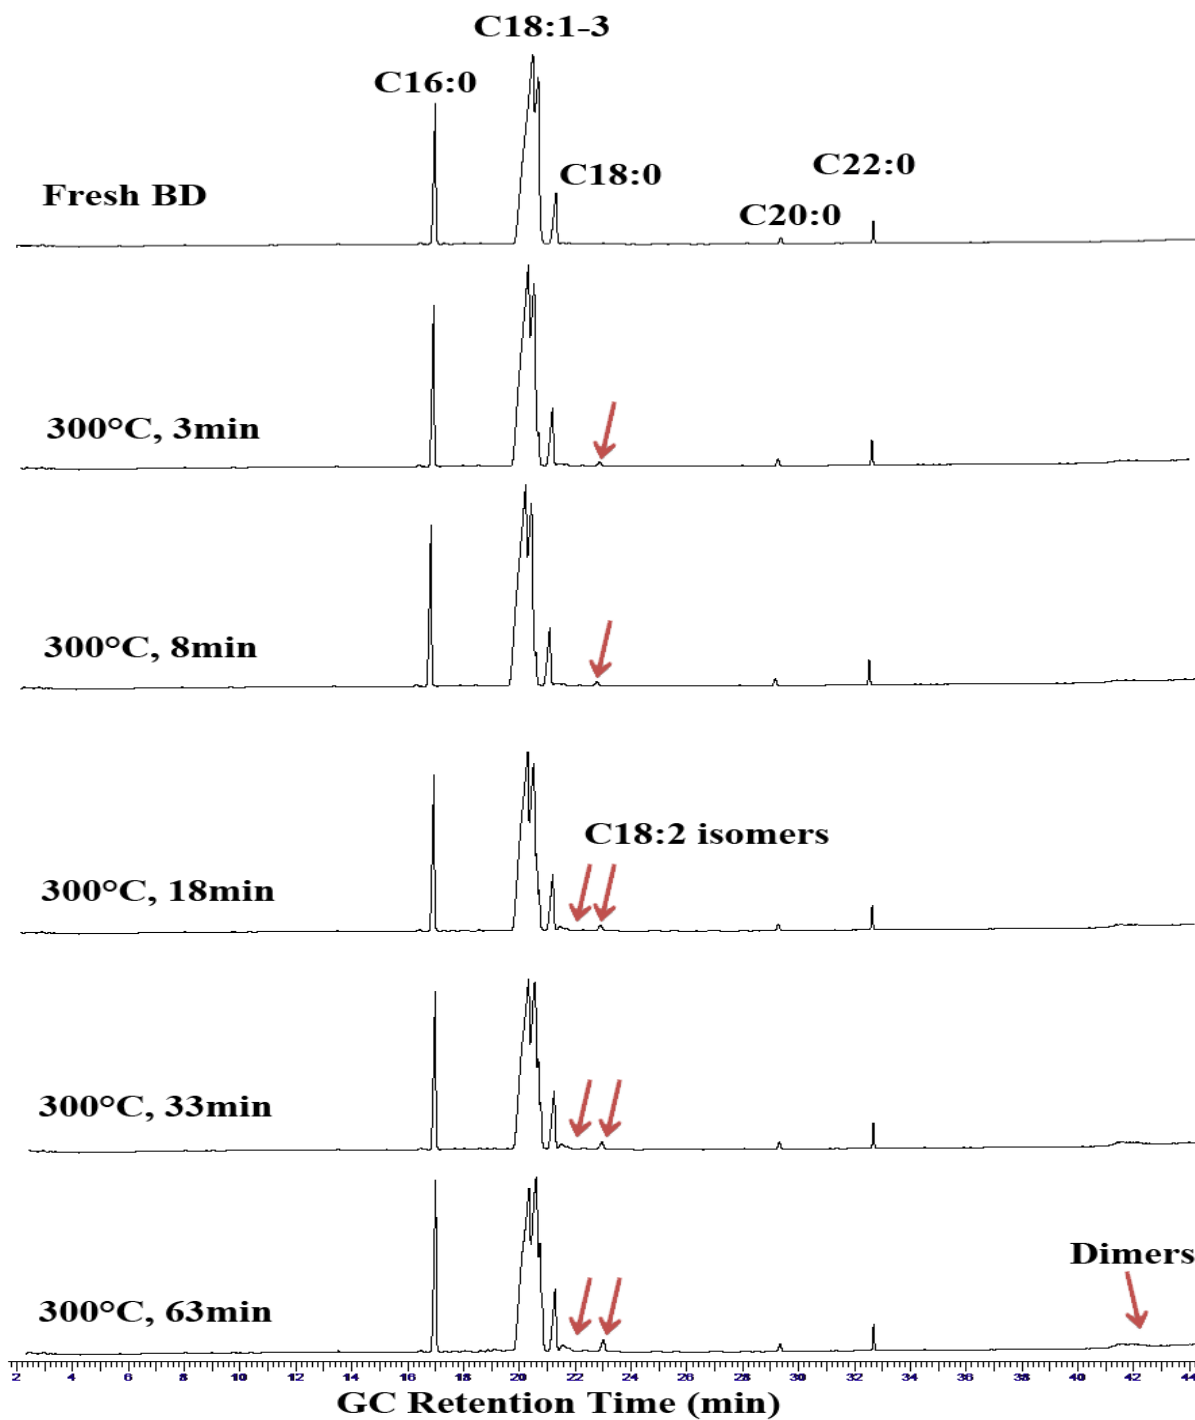 C18:1-3
C16:0
C18:0
C22:0
C20:0
Fresh BD
300°C, 3min
300°C, 8min
C18:2 isomers
300°C, 18min
300°C, 33min
Dimers
300°C, 63min
2 4 6 8 10 12 14 16 18 20 22 24 26 28 30 32 34 36 38 40 42 44
GC Retention Time (min)